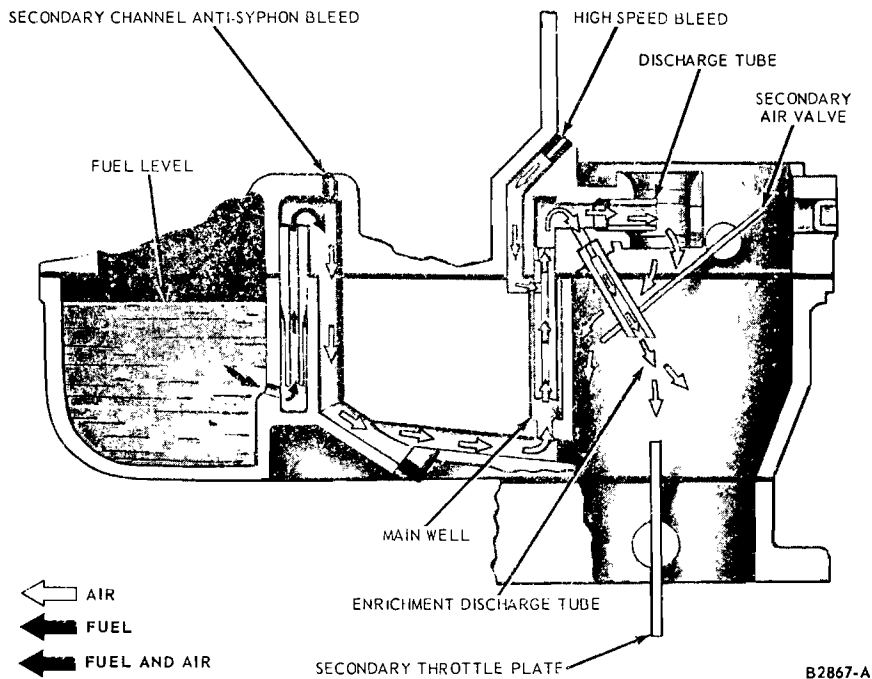 SECONDARY CHANNEL ANTI-SYPHON BLEED
HIGH SPEED BLEED
DISCHARGE TUBE
SECONDARY
AIR VALVE
FUEL LEVEL
MAIN WELL
ENRICHMENT DISCHARGE TUBE
SECONDARY THROTTLE PLATE
AIR
FUEL
FUEL AND AIR
B2867-A